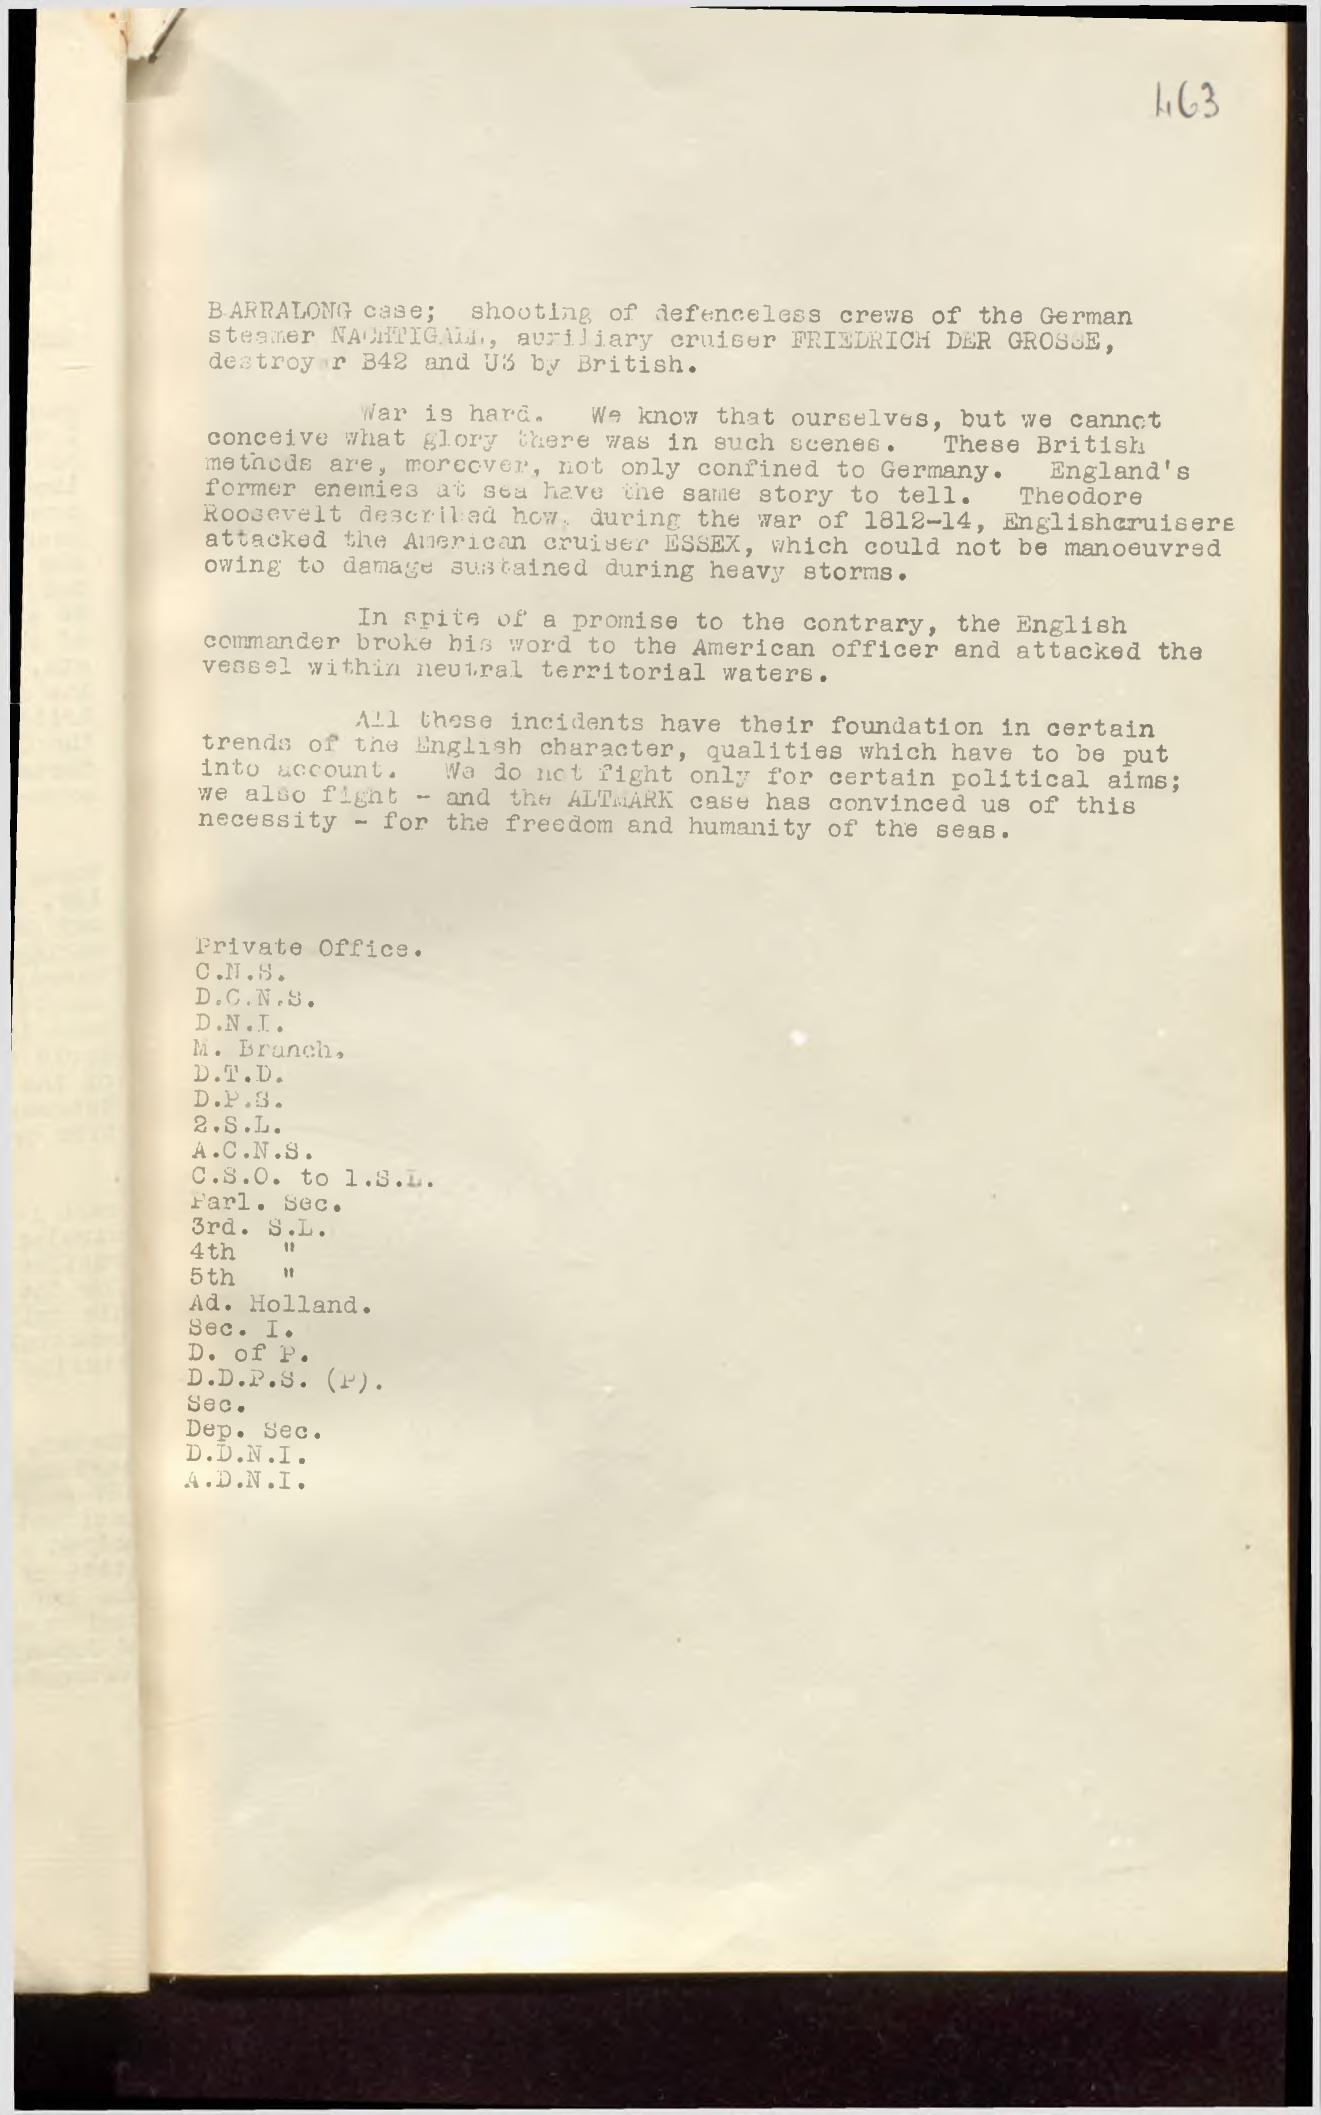 463
BARRALONG case; shooting of defenceless crews of the German
steamer NACHTIGALL, auxiliary cruiser FRIEDRICH DER GROSSE,
destroyer B42 and U3 by British.
War is hard. We know that ourselves, but we cannot
conceive what glory there was in such scenes. These British
methods are, moreover, not only confined to Germany. England's
former enemies at sea have the same story to tell. Theodore
Roosevelt described how, during the war of 1812-14, Englishcruisers
attacked the American cruiser ESSEX, which could not be manoeuvred
owing to damage sustained during heavy storms.
In spite of a promise to the contrary, the English
commander broke his word to the American officer and attacked the
vessel within neutral territorial waters.
All these incidents have their foundation in certain
trends of the English character, qualities which have to be put
into account. We do not fight only for certain political aims;
we also fight - and the ALTMARK case has convinced us of this
necessity - for the freedom and humanity of the seas.
Private Office.
C.N.S.
D.C.N.S.
D.N.I.
M. Branch.
D.T.D.
D.P.S.
2.S.L.
A.C.N.S.
C.S.O. to 1.S.L.
Parl. Sec.
3rd. S.L.
4th "
5th "
Ad. Holland.
Sec. I.
D. of P.
D.D.P.S. (P).
Sec.
Dep. Sec.
D.D.N.I.
A.D.N.I.